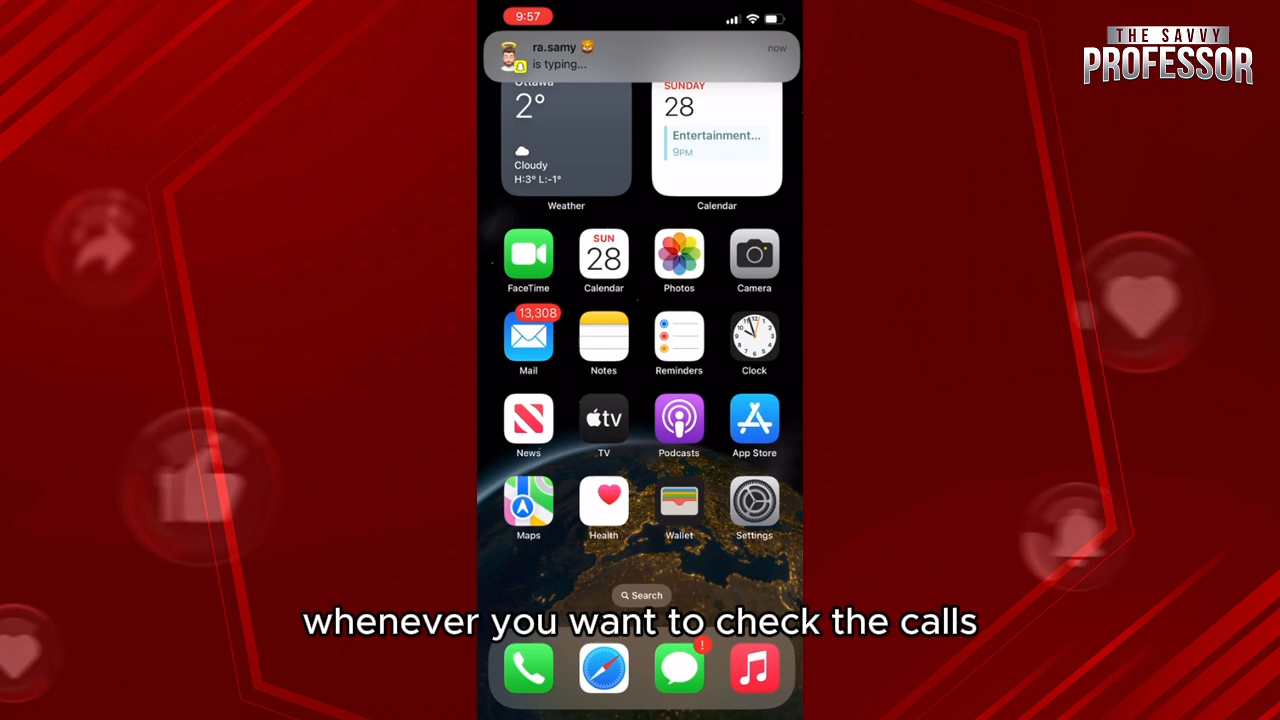 9:57
THE SAVVY
PROFESSOR
ra.samy
now
is typing...
Ottawa
2°
Cloudy
H:3° L:-1°
SUNDAY
28
Entertainment...
9PM
Weather
Calendar
SUN
28
FaceTime
Calendar
Photos
Camera
13,308
Mail
Notes
Reminders
Clock
tv
News
TV
Podcasts
App Store
Maps
Health
Wallet
Settings
Search
whenever you want to check the calls
!